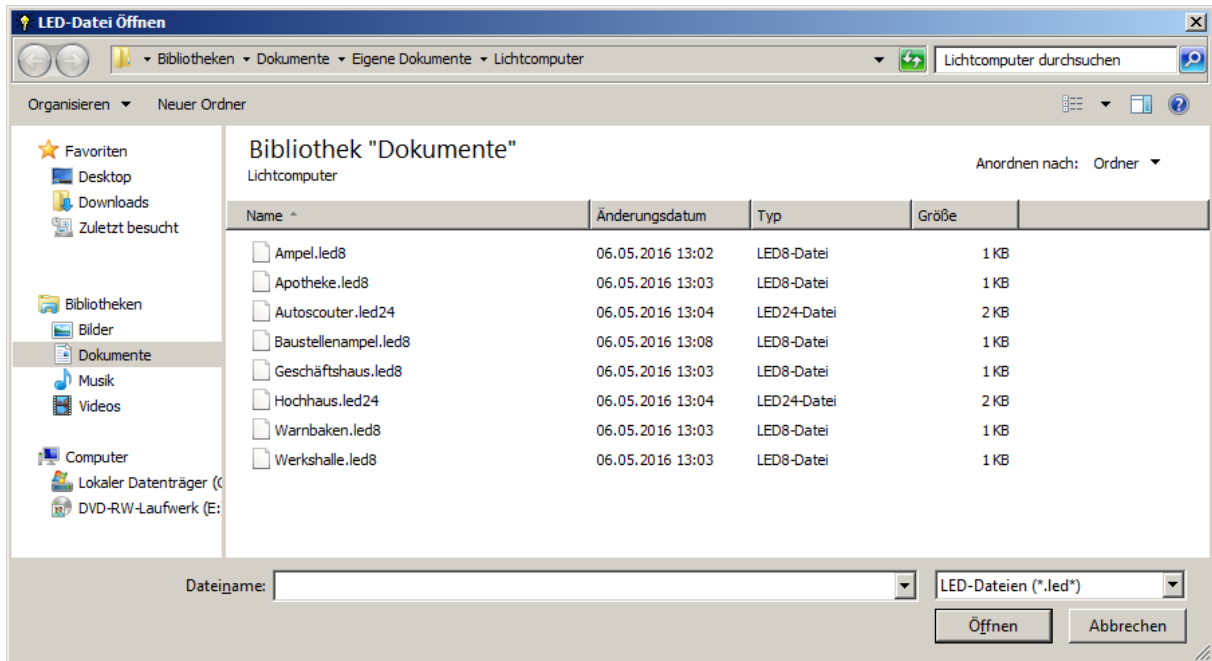 LED-Datei Öffnen
Bibliotheken Dokumente Eigene Dokumente Lichtcomputer
Lichtcomputer durchsuchen
Organisieren Neuer Ordner
Favoriten
Desktop
Downloads
Zuletzt besucht
Bibliotheken
Bilder
Dokumente
Musik
Videos
Computer
Lokaler Datenträger (C
DVD-RW-Laufwerk (E:
Bibliothek "Dokumente"
Lichtcomputer
Anordnen nach: Ordner
Name Änderungsdatum Typ Größe
Ampel.led8 06.05.2016 13:02 LED8-Datei 1 KB
Apotheke.led8 06.05.2016 13:03 LED8-Datei 1 KB
Autoscouter.led24 06.05.2016 13:04 LED24-Datei 2 KB
Baustellenampel.led8 06.05.2016 13:08 LED8-Datei 1 KB
Geschäftshaus.led8 06.05.2016 13:03 LED8-Datei 1 KB
Hochhaus.led24 06.05.2016 13:04 LED24-Datei 2 KB
Warnbaken.led8 06.05.2016 13:03 LED8-Datei 1 KB
Werkshalle.led8 06.05.2016 13:03 LED8-Datei 1 KB
Dateiname:
LED-Dateien (*.led*)
Öffnen Abbrechen